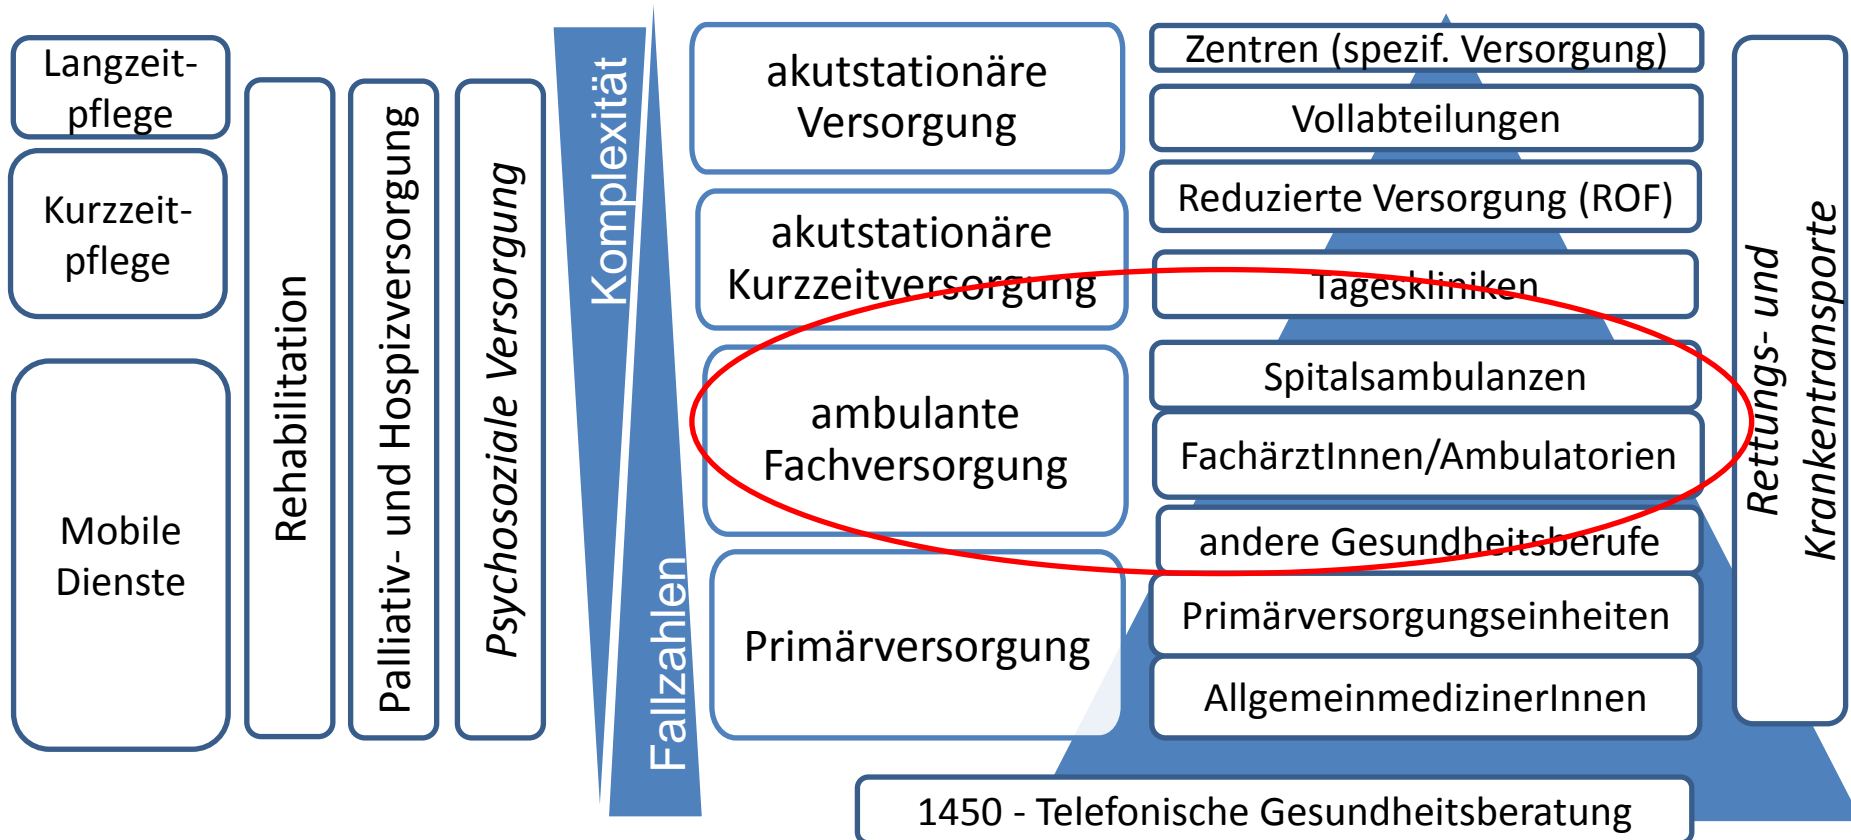 Langzeit-
pflege
Kurzzeit-
pflege
Mobile
Dienste
Rehabilitation
Palliativ- und Hospizversorgung
Psychosoziale Versorgung
Komplexität
Fallzahlen
akutstationäre
Versorgung
akutstationäre
Kurzzeitversorgung
ambulante
Fachversorgung
Primärversorgung
Zentren (spezif. Versorgung)
Vollabteilungen
Reduzierte Versorgung (ROF)
Tageskliniken
Spitalsambulanzen
FachärztInnen/Ambulatorien
andere Gesundheitsberufe
Primärversorgungseinheiten
AllgemeinmedizinerInnen
1450 - Telefonische Gesundheitsberatung
Rettungs- und
Krankentransporte